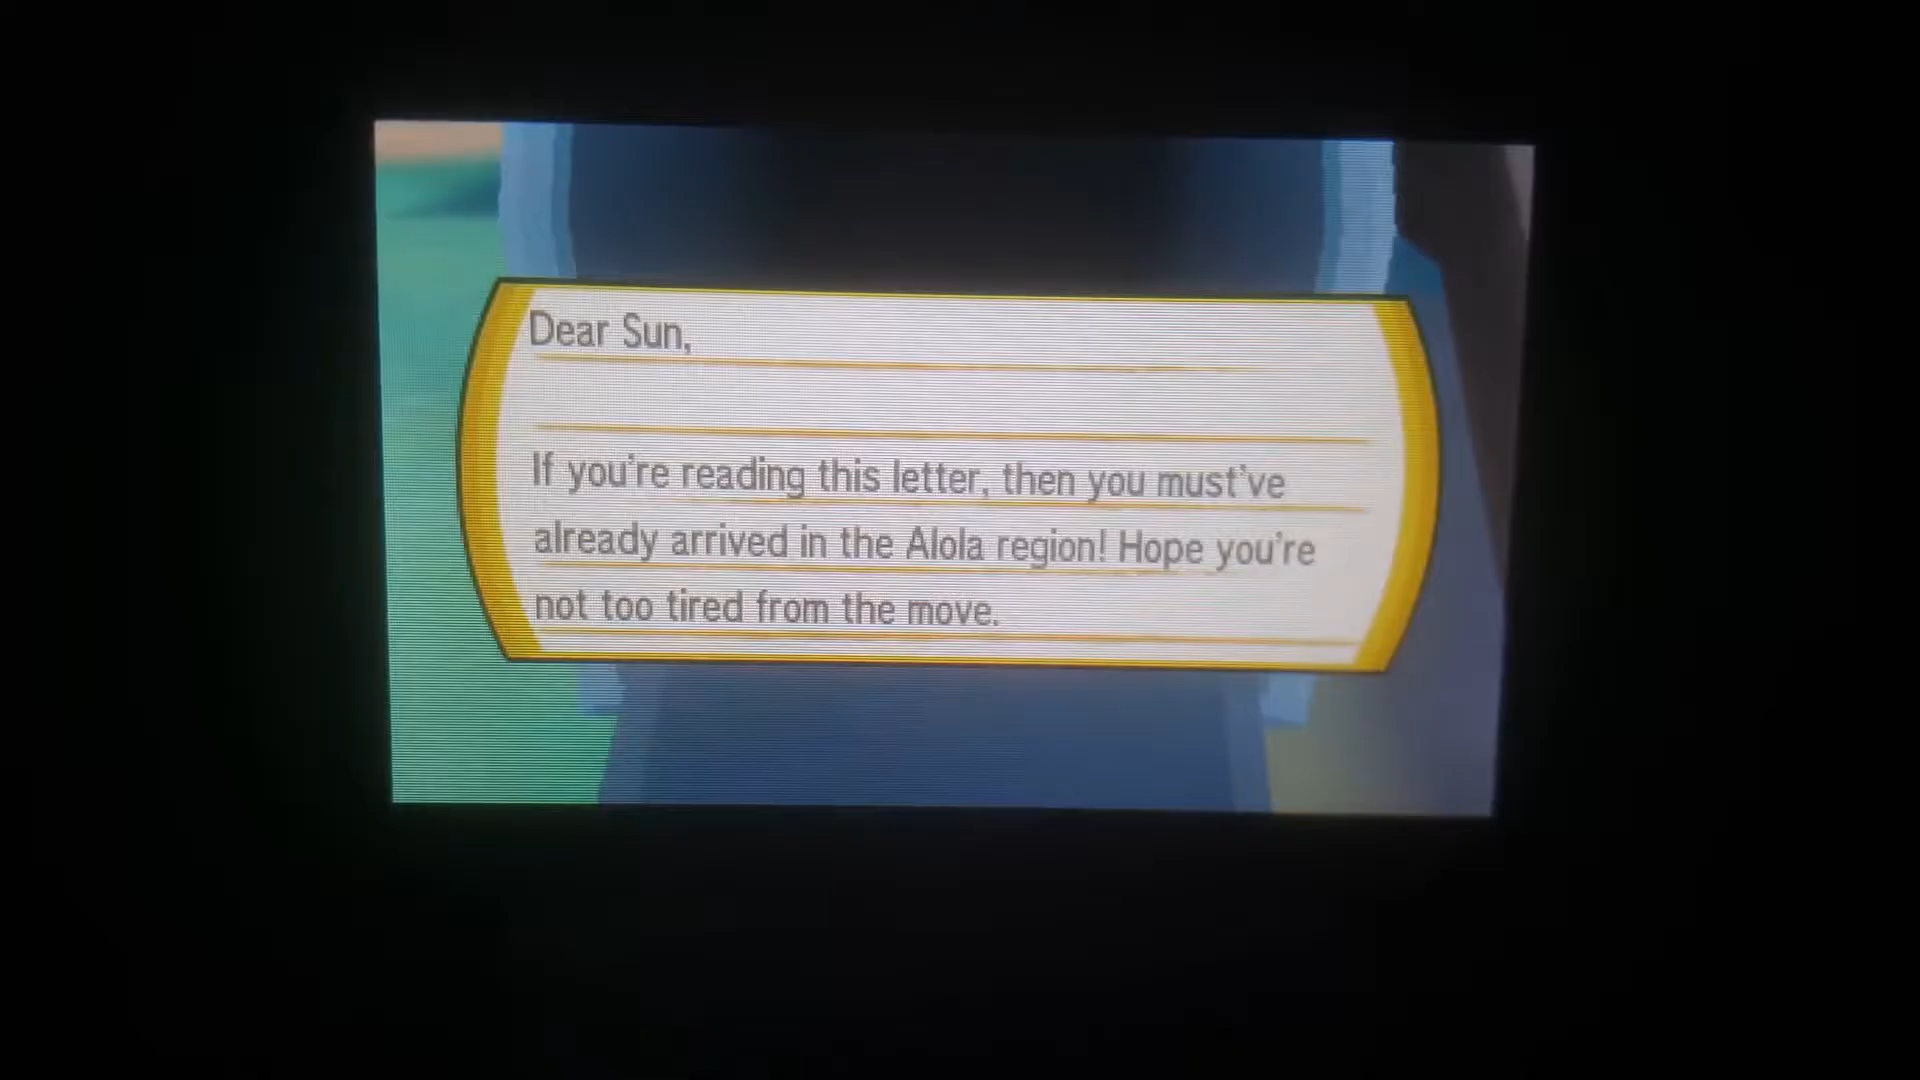 Dear Sun,
If you're reading this letter, then you must've
already arrived in the Alola region! Hope you're
not too tired from the move.